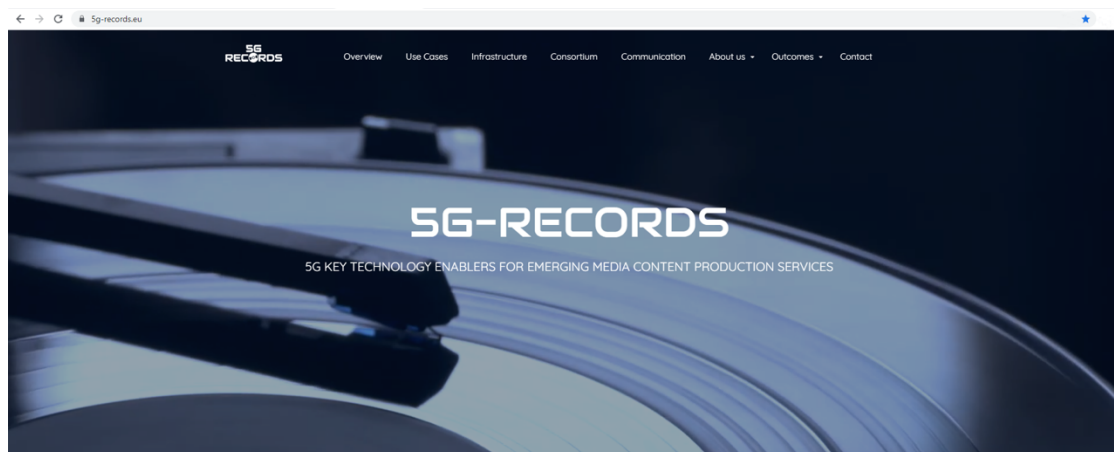 5g-records.eu
5G
RECORDS
Overview Use Cases Infrastructure Consortium Communication About us Outcomes Contact
5G-RECORDS
5G KEY TECHNOLOGY ENABLERS FOR EMERGING MEDIA CONTENT PRODUCTION SERVICES